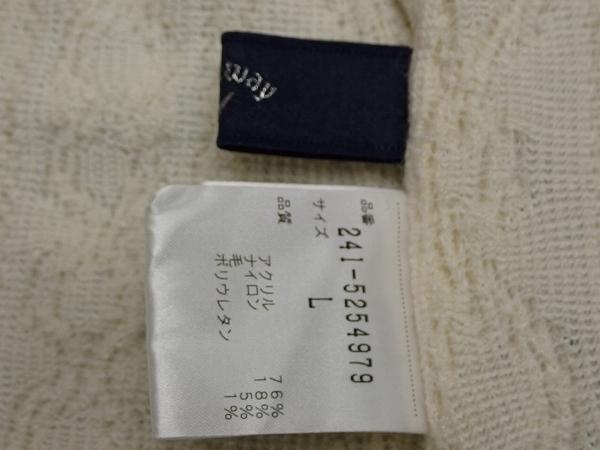 品番 241-5254979
サイズ L
品質
アクリル 76%
ナイロン 18%
毛 5%
ポリウレタン 1%